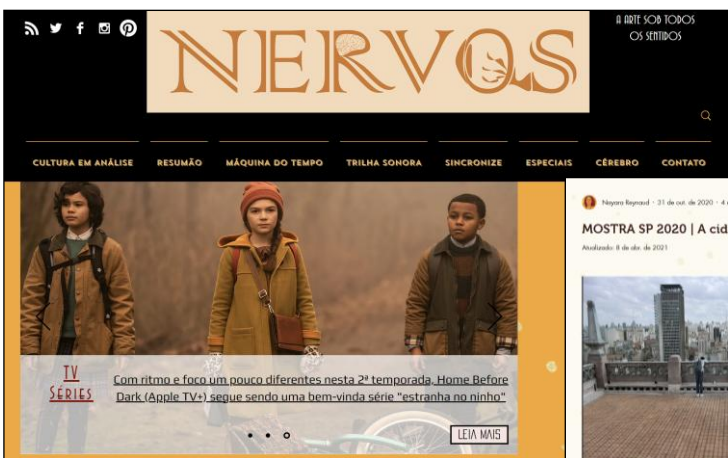 NERVOS
A ARTE SOB TODOS
OS SENTIDOS
CULTURA EM ANÁLISE RESUMÃO MÁQUINA DO TEMPO TRILHA SONORA SINCRONIZE ESPECIAIS CÉREBRO CONTATO
TV
SÉRIES
Com ritmo e foco um pouco diferentes nesta 2ª temporada, Home Before
Dark (Apple TV+) segue sendo uma bem-vinda série "estranha no ninho"
LEIA MAIS
Nayara Reynaud · 31 de out. de 2020 · 4
MOSTRA SP 2020 | A cid
Atualizado: 8 de abr. de 2021